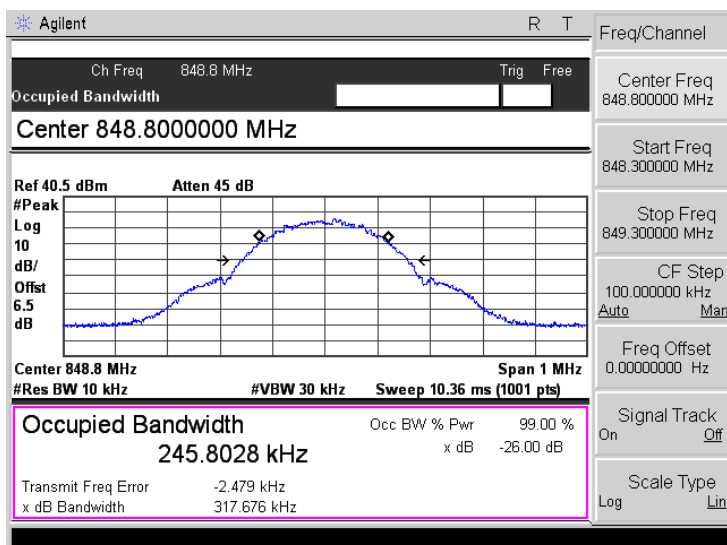 Agilent R T
Ch Freq 848.8 MHz Trig Free
Occupied Bandwidth
Center 848.8000000 MHz
Ref 40.5 dBm Atten 45 dB
#Peak
Log
10
dB/
Offst
6.5
dB
Center 848.8 MHz Span 1 MHz
#Res BW 10 kHz #VBW 30 kHz Sweep 10.36 ms (1001 pts)
Occupied Bandwidth Occ BW % Pwr 99.00 %
245.8028 kHz x dB -26.00 dB
Transmit Freq Error -2.479 kHz
x dB Bandwidth 317.676 kHz
Freq/Channel
Center Freq
848.800000 MHz
Start Freq
848.300000 MHz
Stop Freq
849.300000 MHz
CF Step
100.000000 kHz
Auto Man
Freq Offset
0.00000000 Hz
Signal Track
On Off
Scale Type
Log Lin